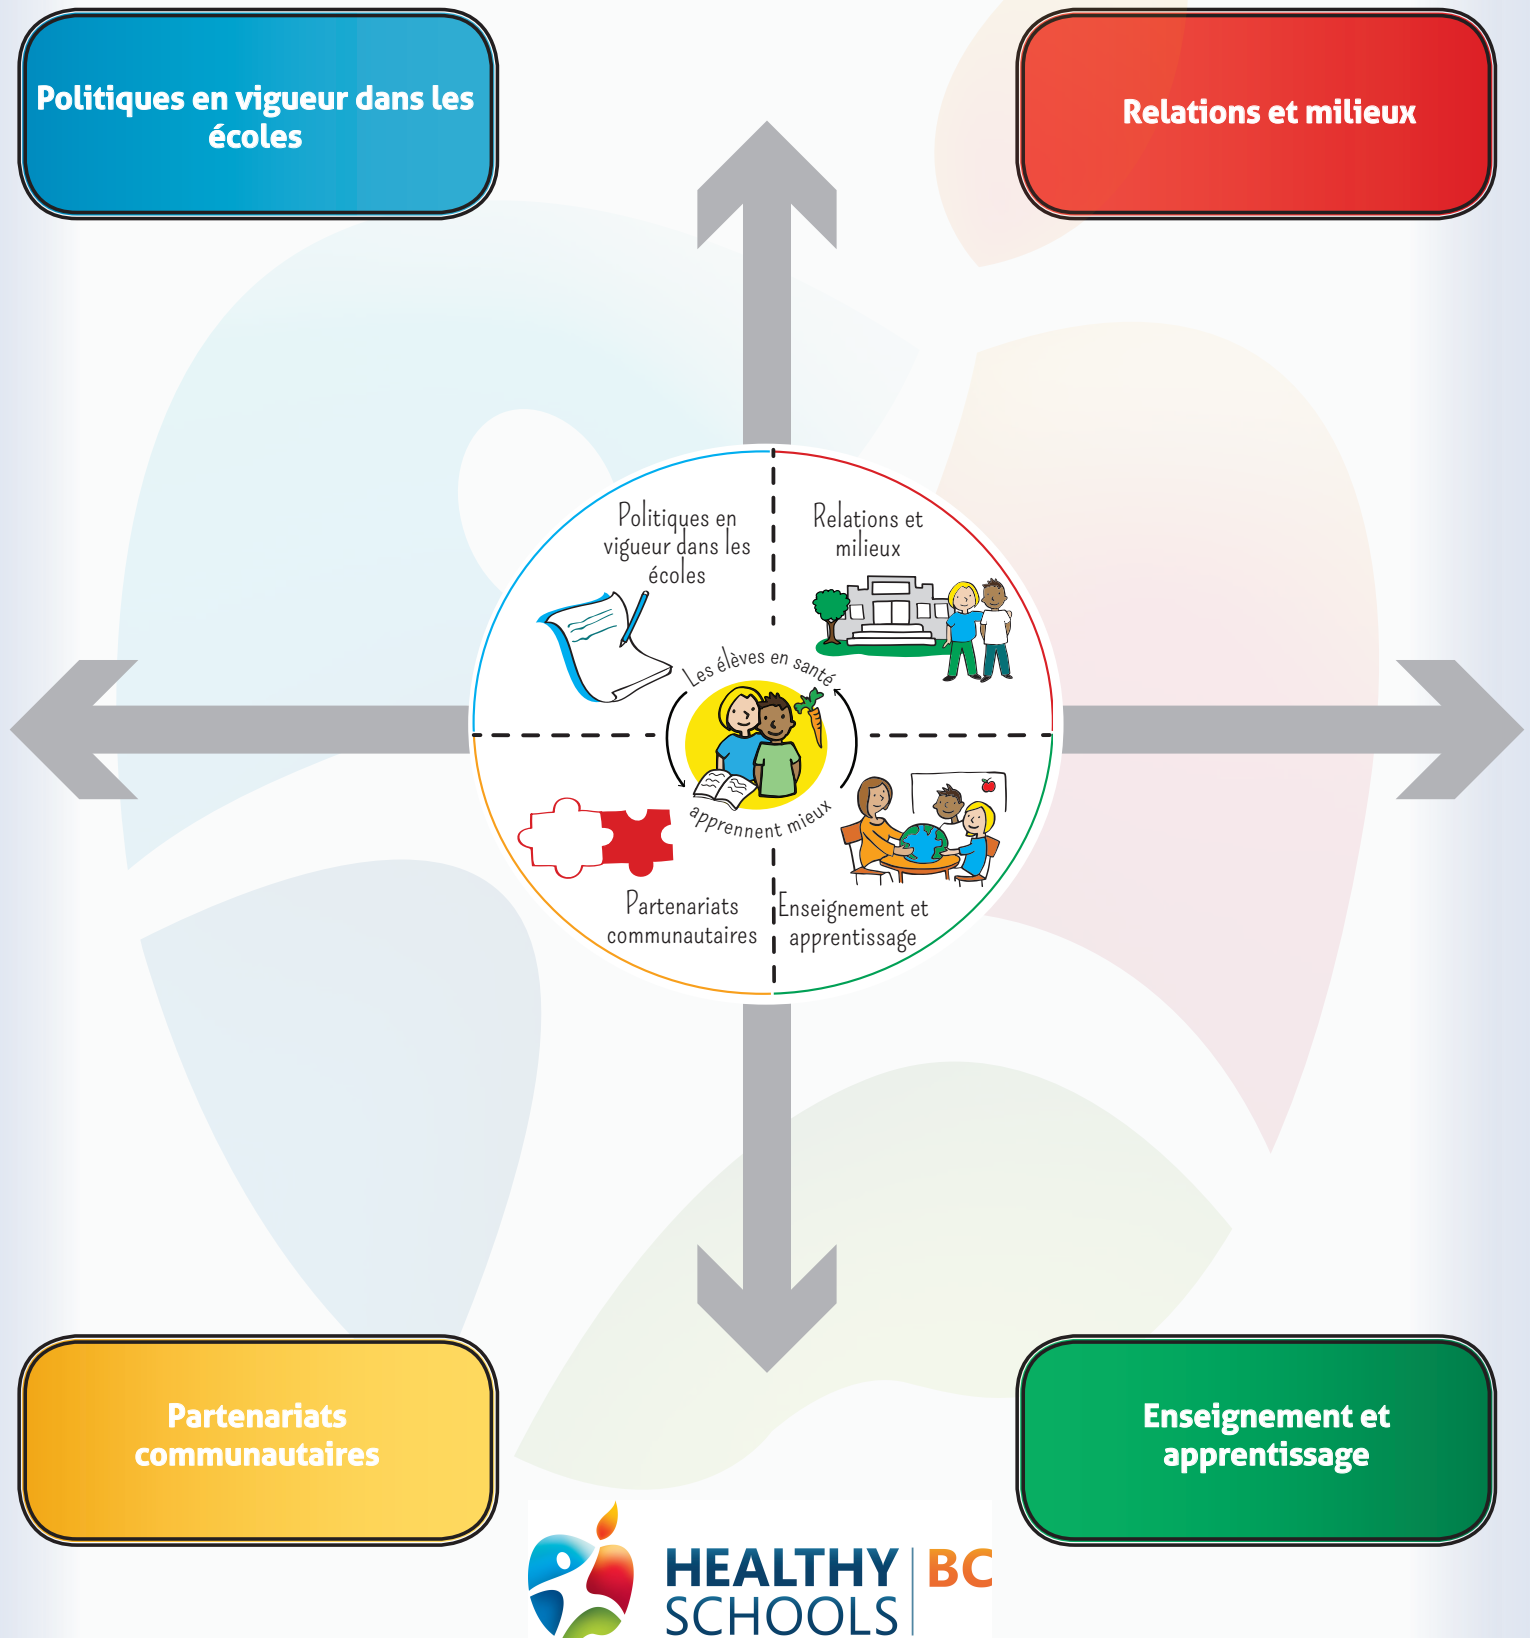 Politiques en vigueur dans les
écoles
Relations et milieux
Politiques en
vigueur dans les
écoles
Relations et
milieux
Les élèves en santé
apprennent mieux
Partenariats
communautaires
Enseignement et
apprentissage
Partenariats
communautaires
Enseignement et
apprentissage
HEALTHY BC
SCHOOLS